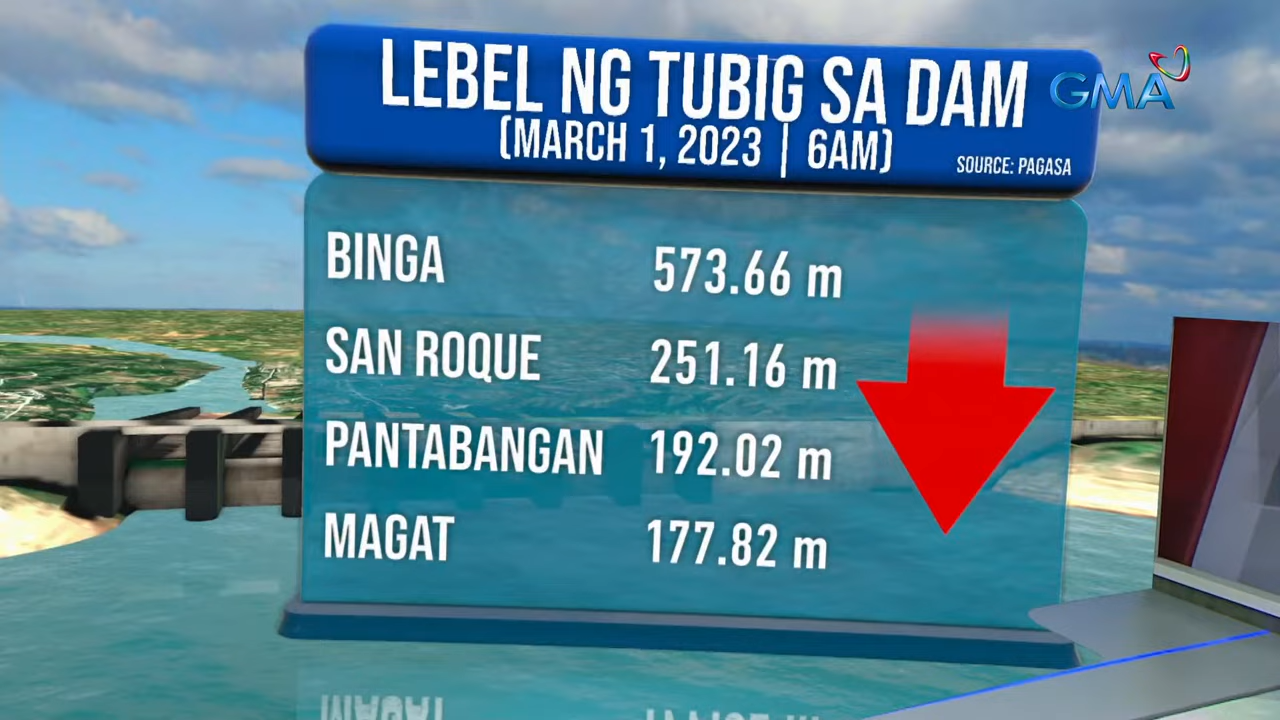 LEBEL NG TUBIG SA DAM
(MARCH 1, 2023 | 6AM)
SOURCE: PAGASA
GMA
BINGA 573.66 m
SAN ROQUE 251.16 m
PANTABANGAN 192.02 m
MAGAT 177.82 m